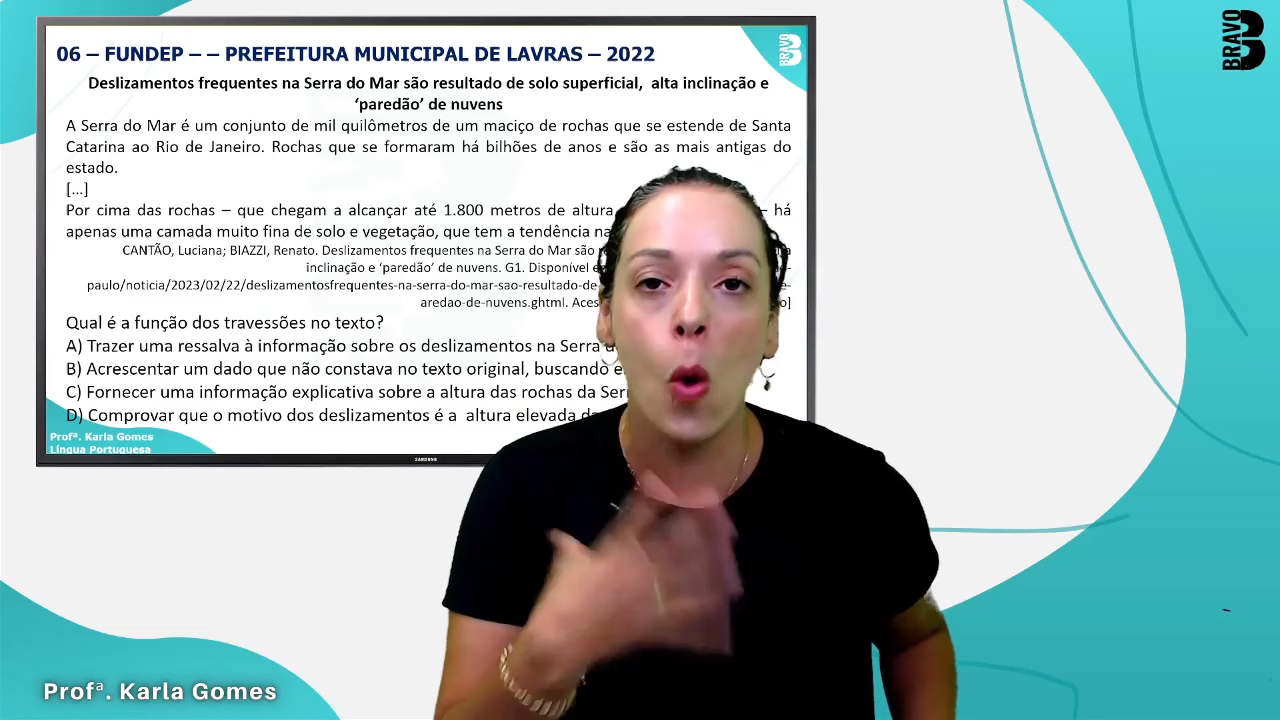 06 – FUNDEP – – PREFEITURA MUNICIPAL DE LAVRAS – 2022
BRAVO
BRAVO
Deslizamentos frequentes na Serra do Mar são resultado de solo superficial, alta inclinação e
‘paredão’ de nuvens
A Serra do Mar é um conjunto de mil quilômetros de um maciço de rochas que se estende de Santa
Catarina ao Rio de Janeiro. Rochas que se formaram há bilhões de anos e são as mais antigas do
estado.
[...]
Por cima das rochas – que chegam a alcançar até 1.800 metros de altura – há
apenas uma camada muito fina de solo e vegetação, que tem a tendência
CANTÃO, Luciana; BIAZZI, Renato. Deslizamentos frequentes na Serra do Mar são
inclinação e ‘paredão’ de nuvens. G1. Disponível
paulo/noticia/2023/02/22/deslizamentosfrequentes-na-serra-do-mar-sao-resultado-de
aredao-de-nuvens.ghtml.
Qual é a função dos travessões no texto?
A) Trazer uma ressalva à informação sobre os deslizamentos na Serra
B) Acrescentar um dado que não constava no texto original, buscando
C) Fornecer uma informação explicativa sobre a altura das rochas da
D) Comprovar que o motivo dos deslizamentos é a altura elevada
Profª. Karla Gomes
Língua Portuguesa
SAMSUNG
Profª. Karla Gomes